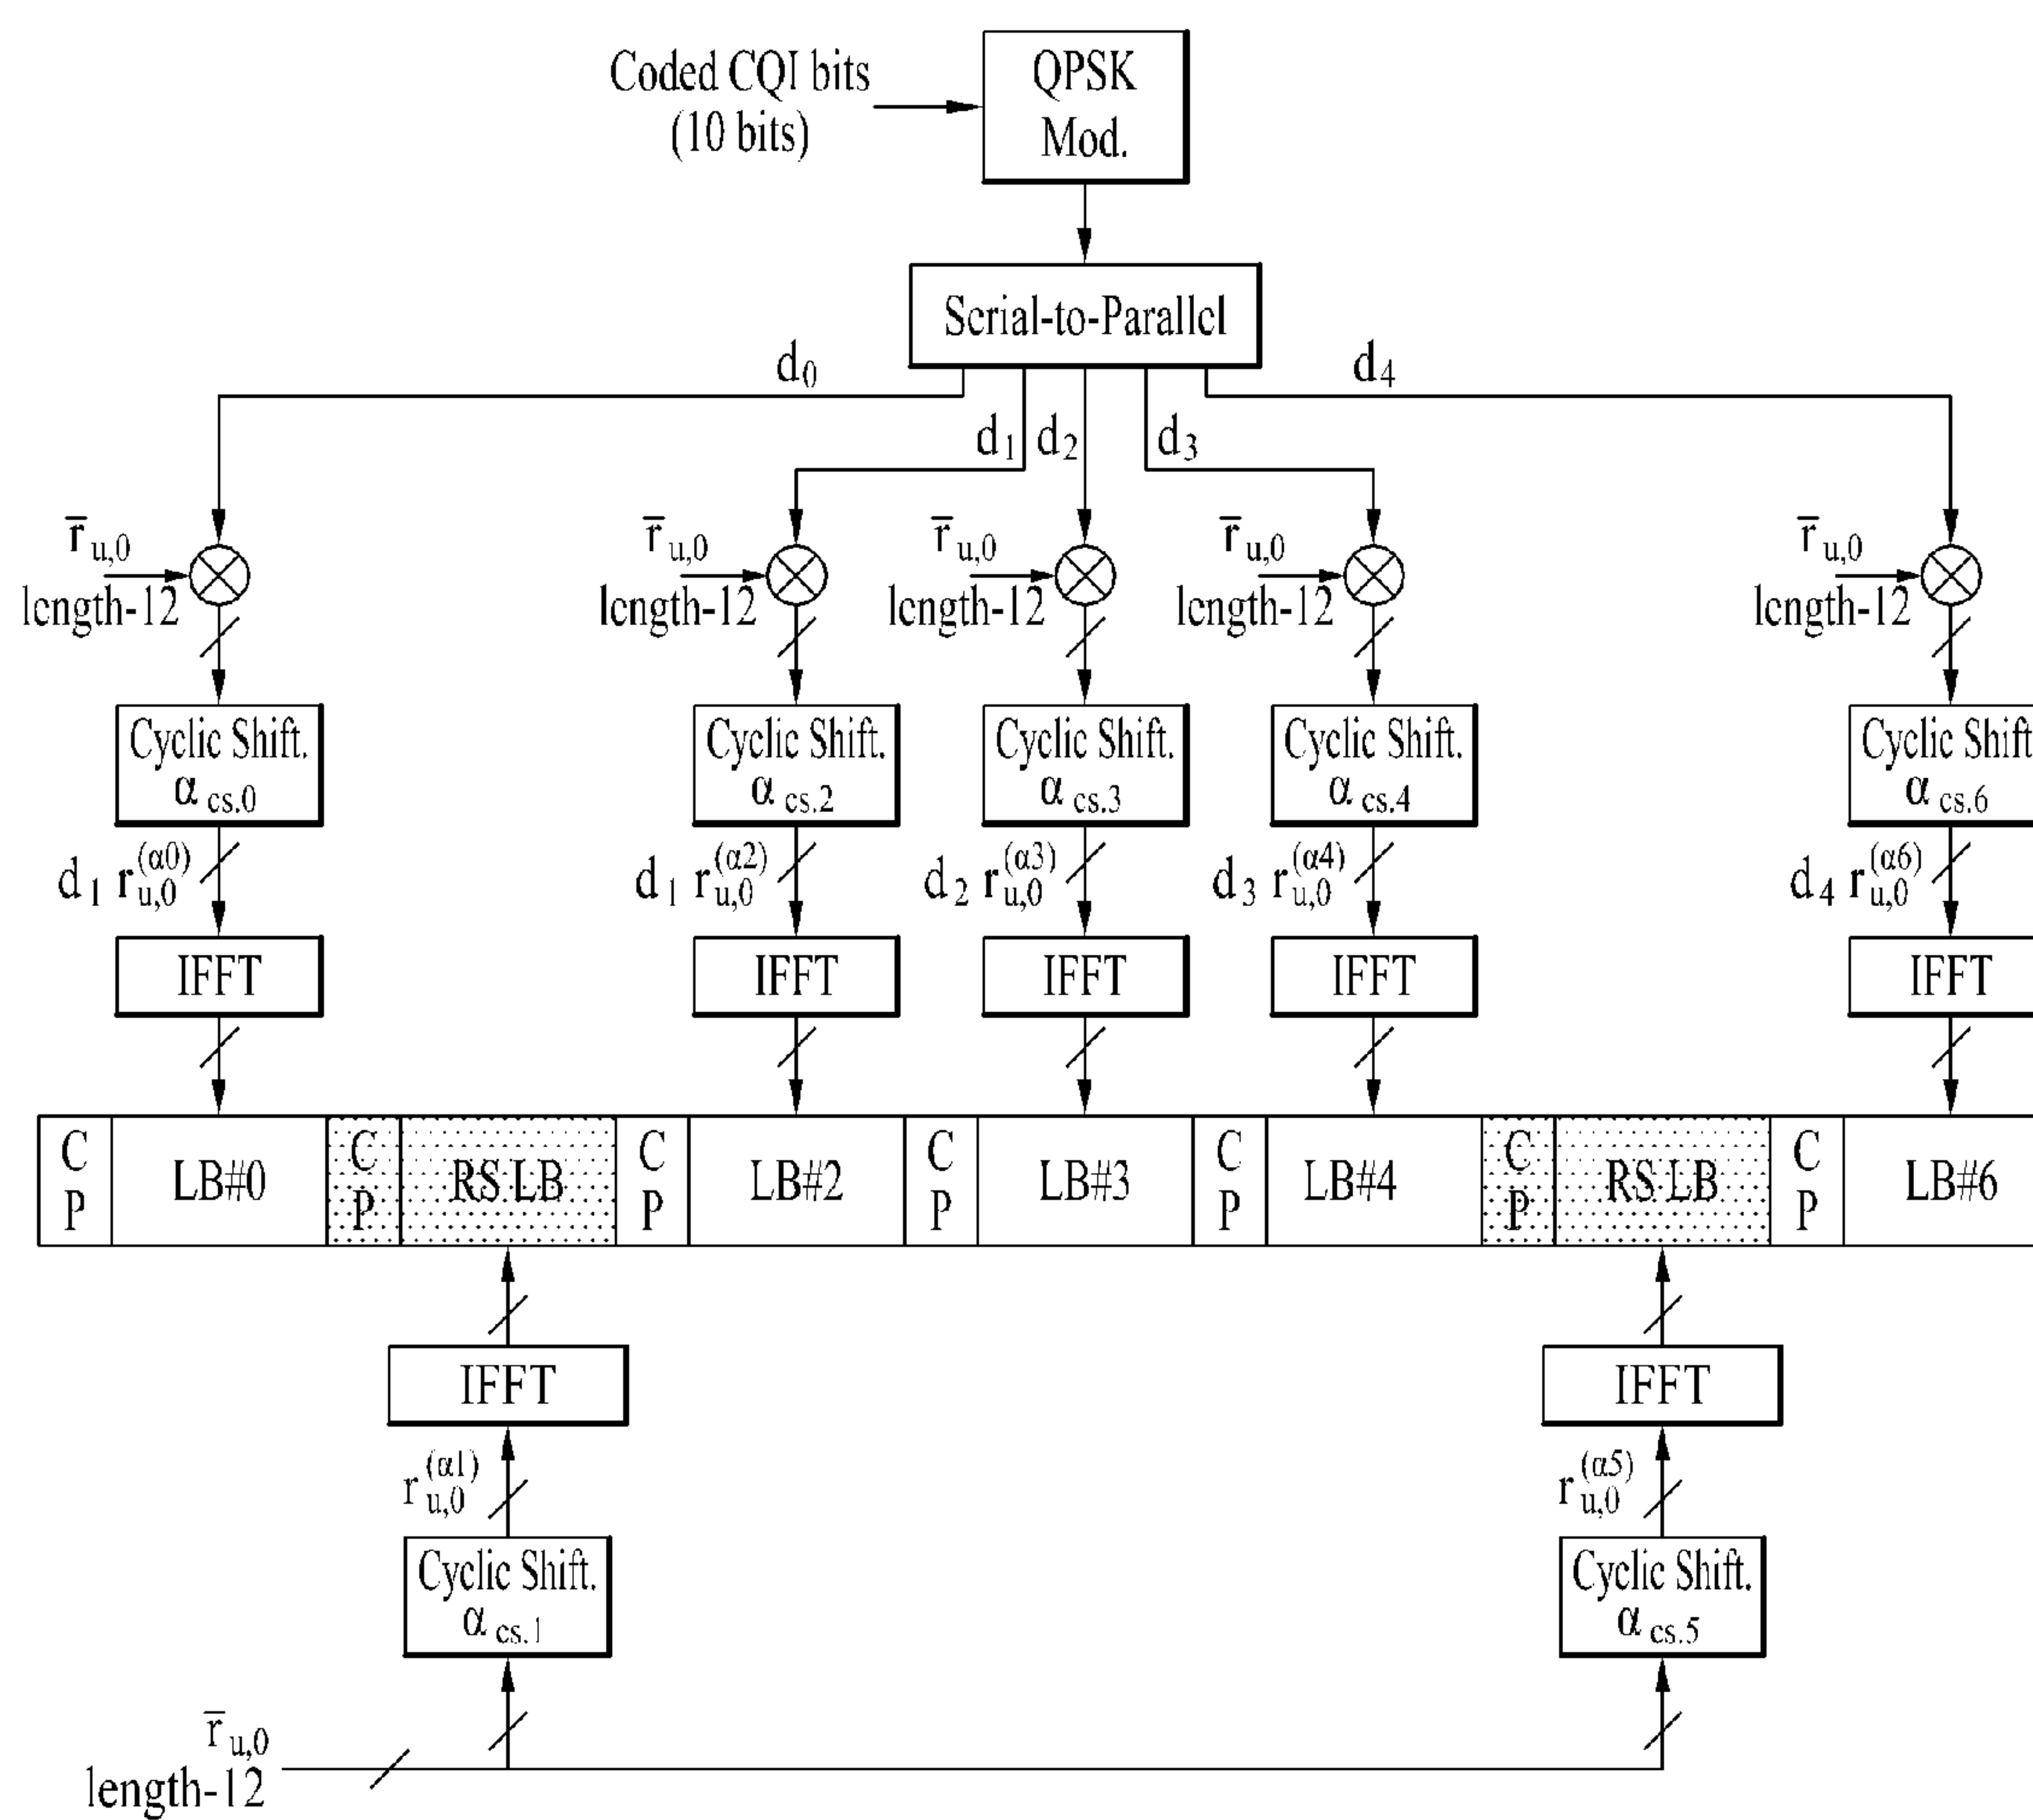 Coded CQI bits
(10 bits)
QPSK
Mod.
Serial-to-Parallel
d0
d4
d1 d2 d3
r̄u,0 r̄u,0 r̄u,0 r̄u,0 r̄u,0
length-12 length-12 length-12 length-12 length-12
Cyclic Shift. Cyclic Shift. Cyclic Shift. Cyclic Shift. Cyclic Shift
αcs.0 αcs.2 αcs.3 αcs.4 αcs.6
d1 ru,0(α0) d1 ru,0(α2) d2 ru,0(α3) d3 ru,0(α4) d4 ru,0(α6)
IFFT IFFT IFFT IFFT IFFT
CP LB#0 CP RS LB CP LB#2 CP LB#3 CP LB#4 CP RS LB CP LB#6
IFFT IFFT
ru,0(α1) ru,0(α5)
Cyclic Shift. Cyclic Shift.
αcs.1 αcs.5
r̄u,0
length-12